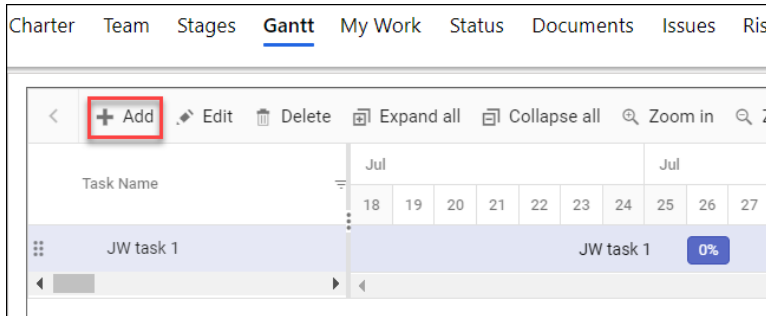 Charter Team Stages Gantt My Work Status Documents Issues Ris
Add Edit Delete Expand all Collapse all Zoom in
Jul Jul
Task Name
18 19 20 21 22 23 24 25 26 27
JW task 1 JW task 1 0%